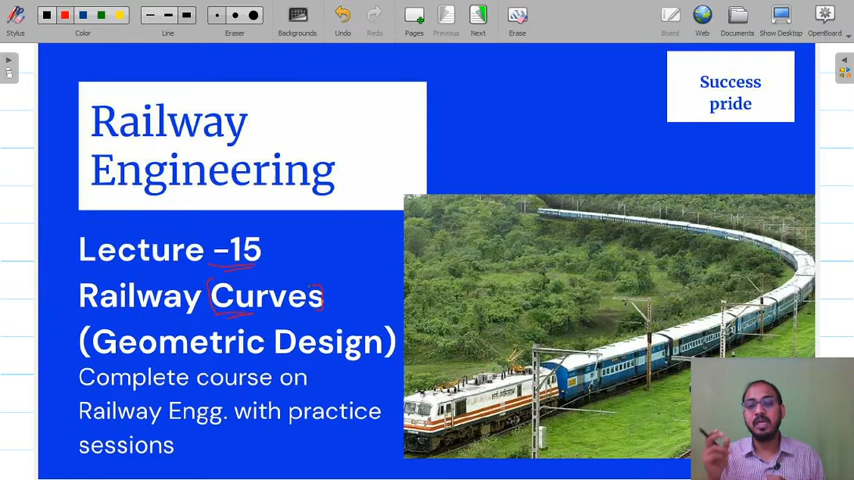 Stylus
Color
Line
Eraser
Backgrounds
Undo
Redo
Pages
Previous
Next
Erase
Board
Web
Documents
Show Desktop
OpenBoard
Success
pride
Railway
Engineering
Lecture -15
Railway Curves
(Geometric Design)
Complete course on
Railway Engg. with practice
sessions